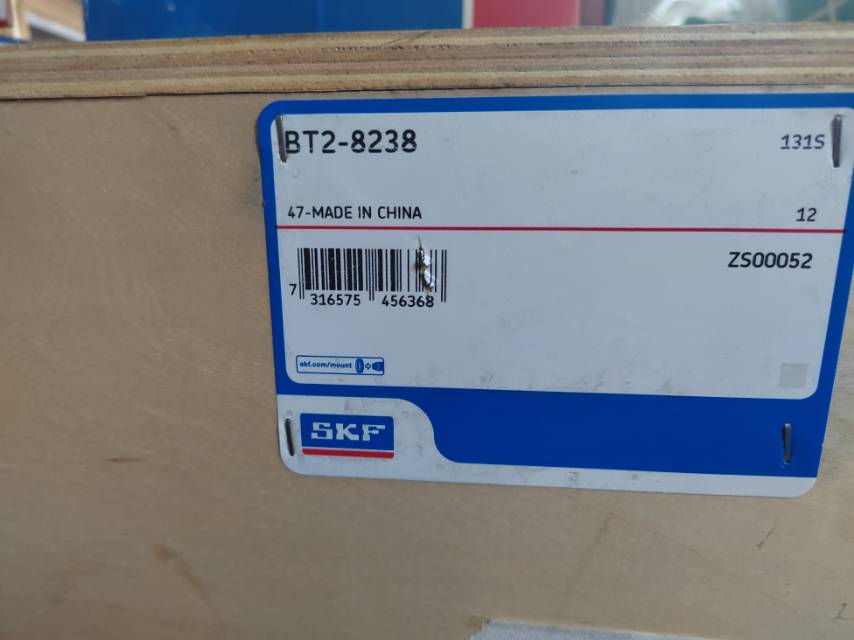 BT2-8238 131S
47-MADE IN CHINA 12
ZS00052
7 316575 456368
skf.com/mount
SKF